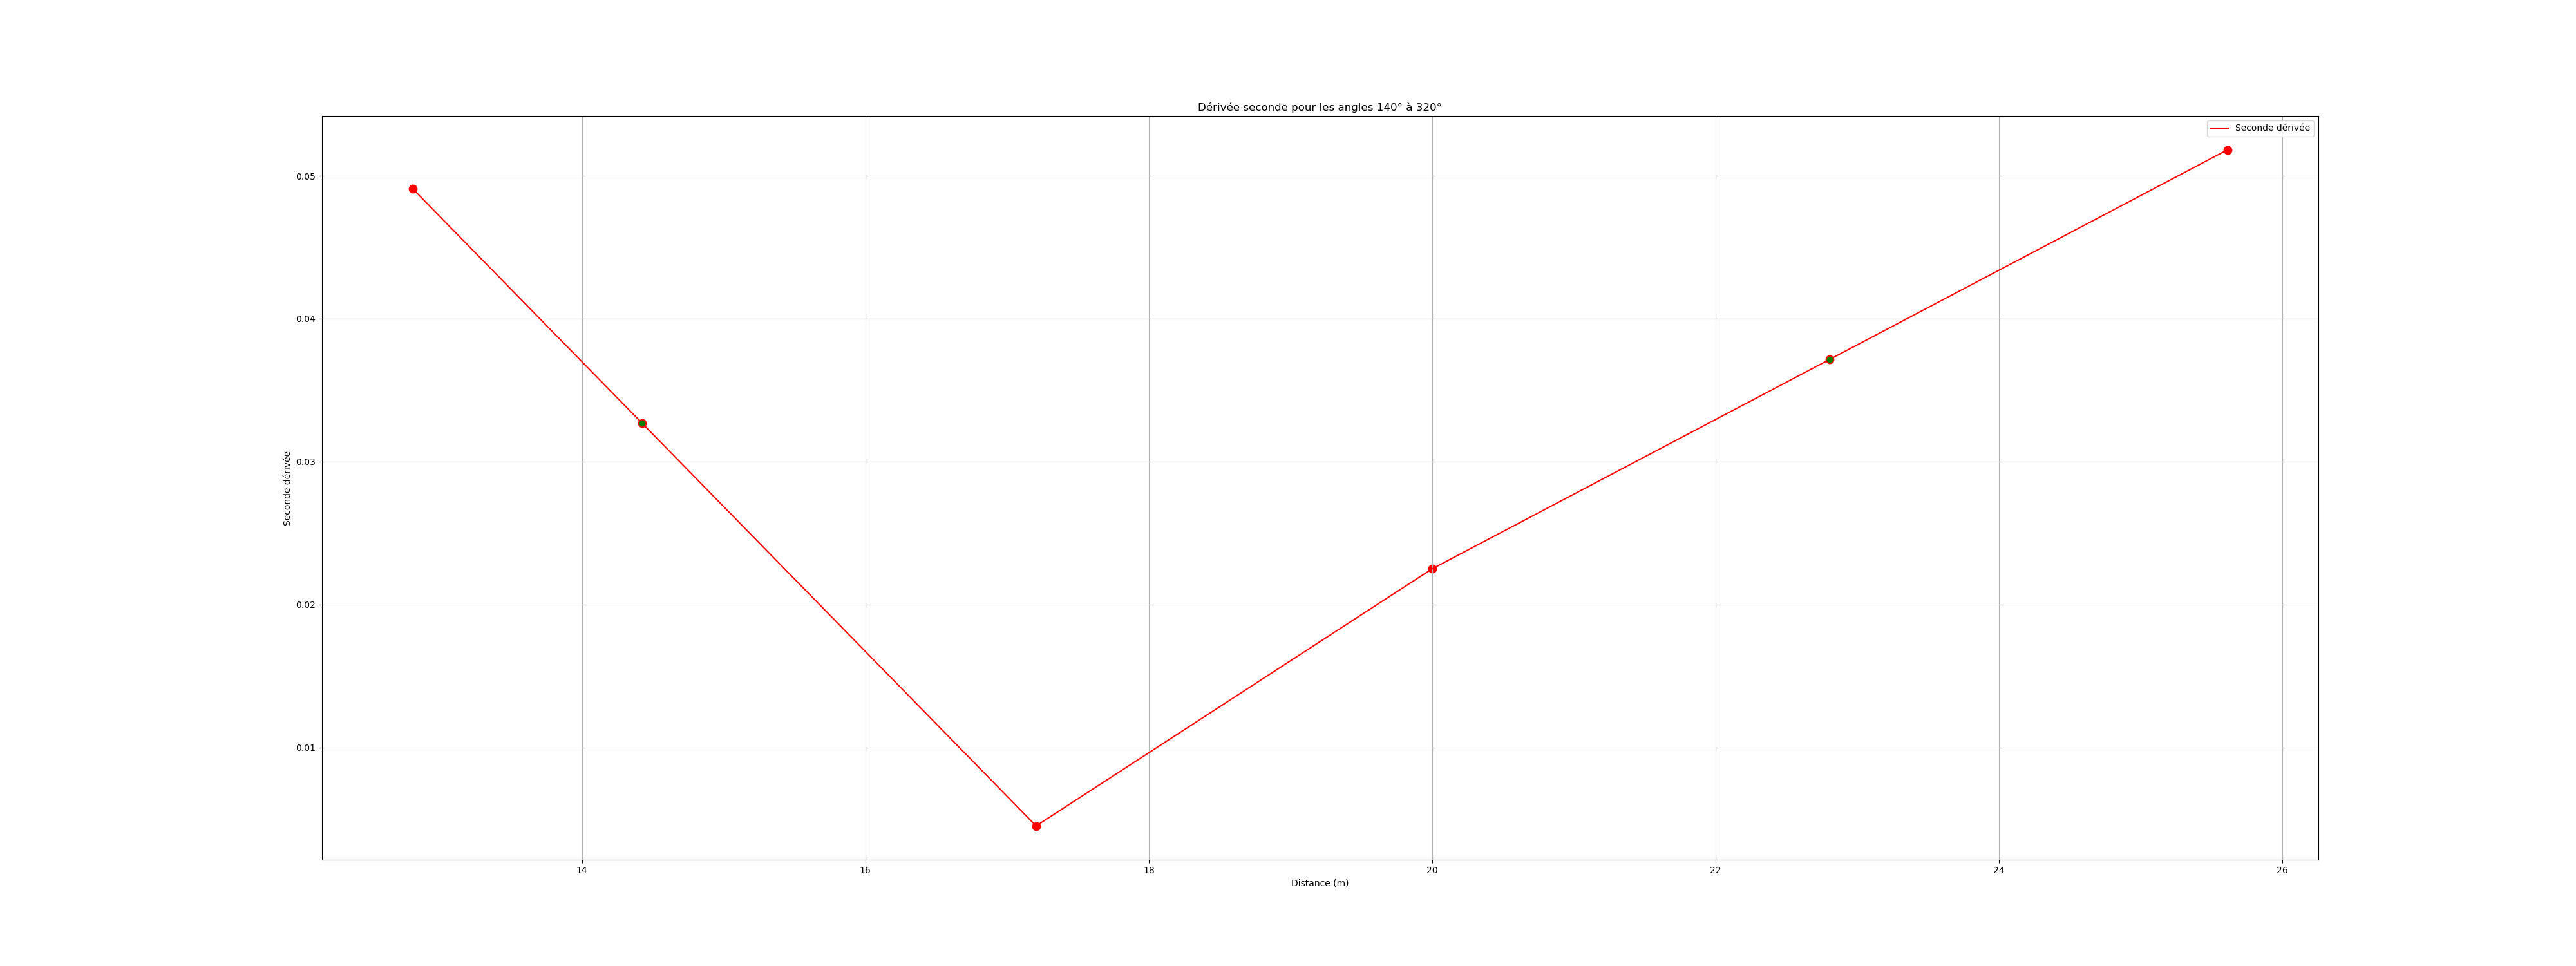 Dérivée seconde pour les angles 140° à 320°
Seconde dérivée
0.05
0.04
0.03
0.02
0.01
Seconde dérivée
14 16 18 20 22 24 26
Distance (m)